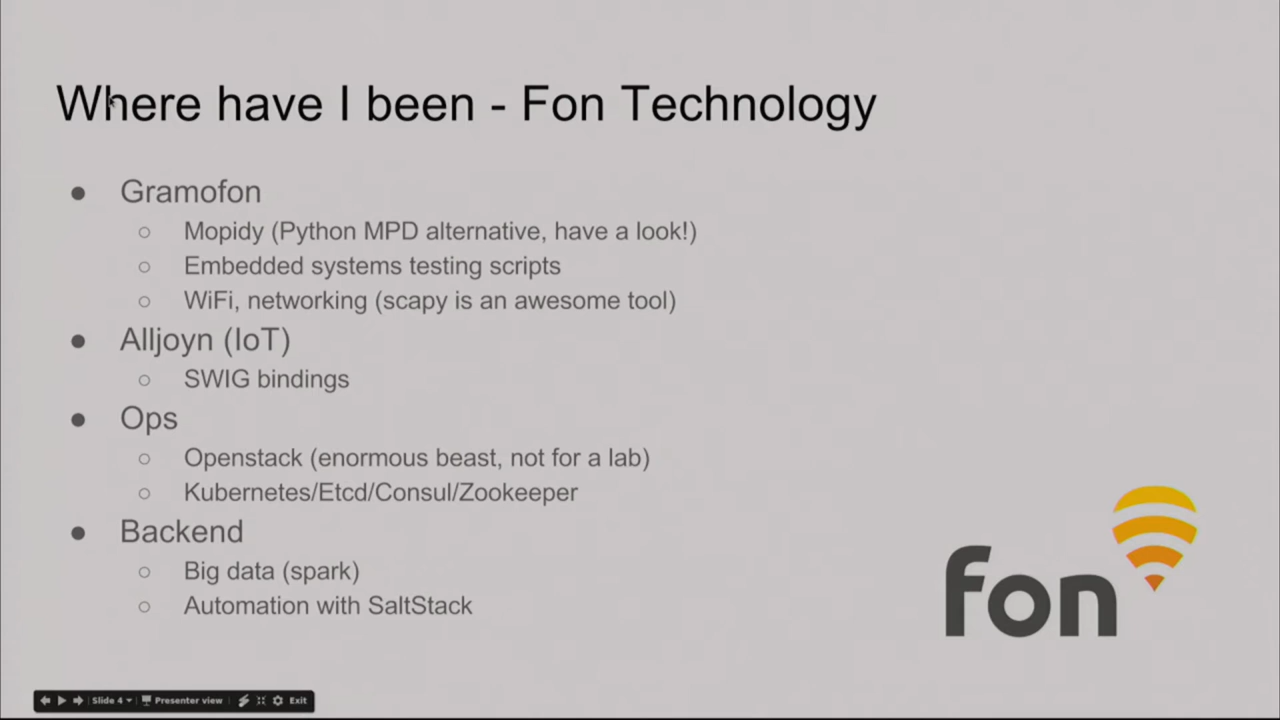 Where have I been - Fon Technology
● Gramofon
○ Mopidy (Python MPD alternative, have a look!)
○ Embedded systems testing scripts
○ WiFi, networking (scapy is an awesome tool)
● Alljoyn (IoT)
○ SWIG bindings
● Ops
○ Openstack (enormous beast, not for a lab)
○ Kubernetes/Etcd/Consul/Zookeeper
● Backend
○ Big data (spark)
○ Automation with SaltStack
fon
Slide 4 Presenter view Exit